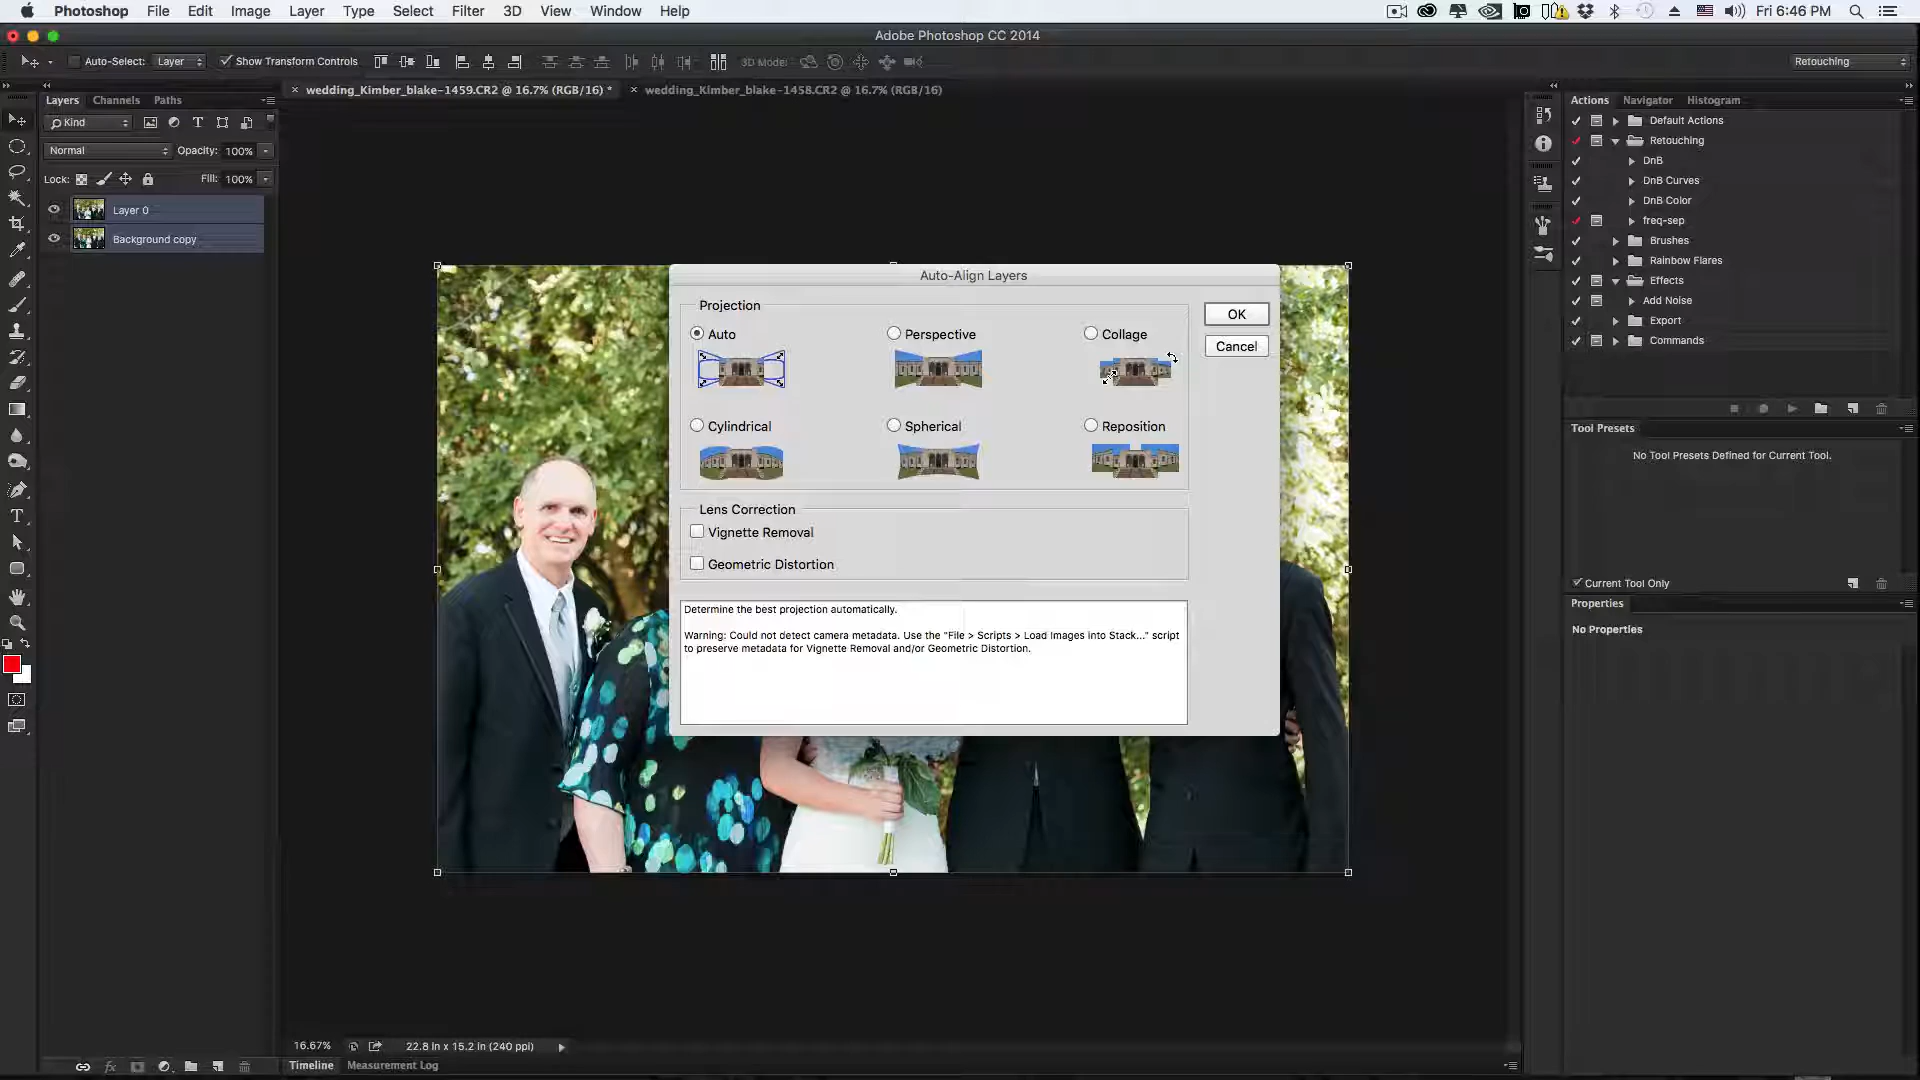 Photoshop File Edit Image Layer Type Select Filter 3D View Window Help Fri 6:46 PM
Adobe Photoshop CC 2014
Auto-Select: Layer Show Transform Controls 3D Mode: Retouching
Layers Channels Paths
wedding_Kimber_blake-1459.CR2 @ 16.7% (RGB/16) * wedding_Kimber_blake-1458.CR2 @ 16.7% (RGB/16)
Actions Navigator Histogram
Kind
Normal Opacity: 100%
Lock: Fill: 100%
Layer 0
Background copy
Default Actions
Retouching
DnB
DnB Curves
DnB Color
freq-sep
Brushes
Rainbow Flares
Effects
Add Noise
Export
Commands
Auto-Align Layers
Projection
Auto Perspective Collage
Cylindrical Spherical Reposition
OK
Cancel
Lens Correction
Vignette Removal
Geometric Distortion
Determine the best projection automatically.
Warning: Could not detect camera metadata. Use the "File > Scripts > Load Images into Stack..." script
to preserve metadata for Vignette Removal and/or Geometric Distortion.
Tool Presets
No Tool Presets Defined for Current Tool.
Current Tool Only
Properties
No Properties
16.67% 22.8 in x 15.2 in (240 ppi)
Timeline Measurement Log